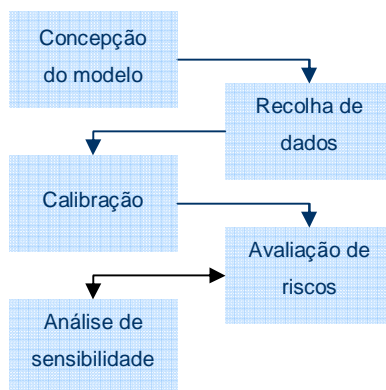 Concepção
do modelo
Recolha de
dados
Calibração
Avaliação de
riscos
Análise de
sensibilidade